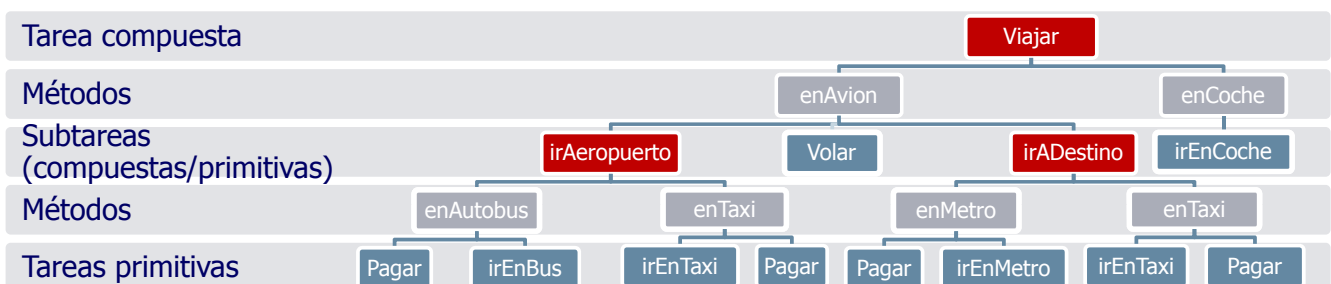 Tarea compuesta
Viajar
Métodos
enAvion
enCoche
Subtareas
(compuestas/primitivas)
irAeropuerto
Volar
irADestino
irEnCoche
Métodos
enAutobus
enTaxi
enMetro
enTaxi
Tareas primitivas
Pagar
irEnBus
irEnTaxi
Pagar
Pagar
irEnMetro
irEnTaxi
Pagar